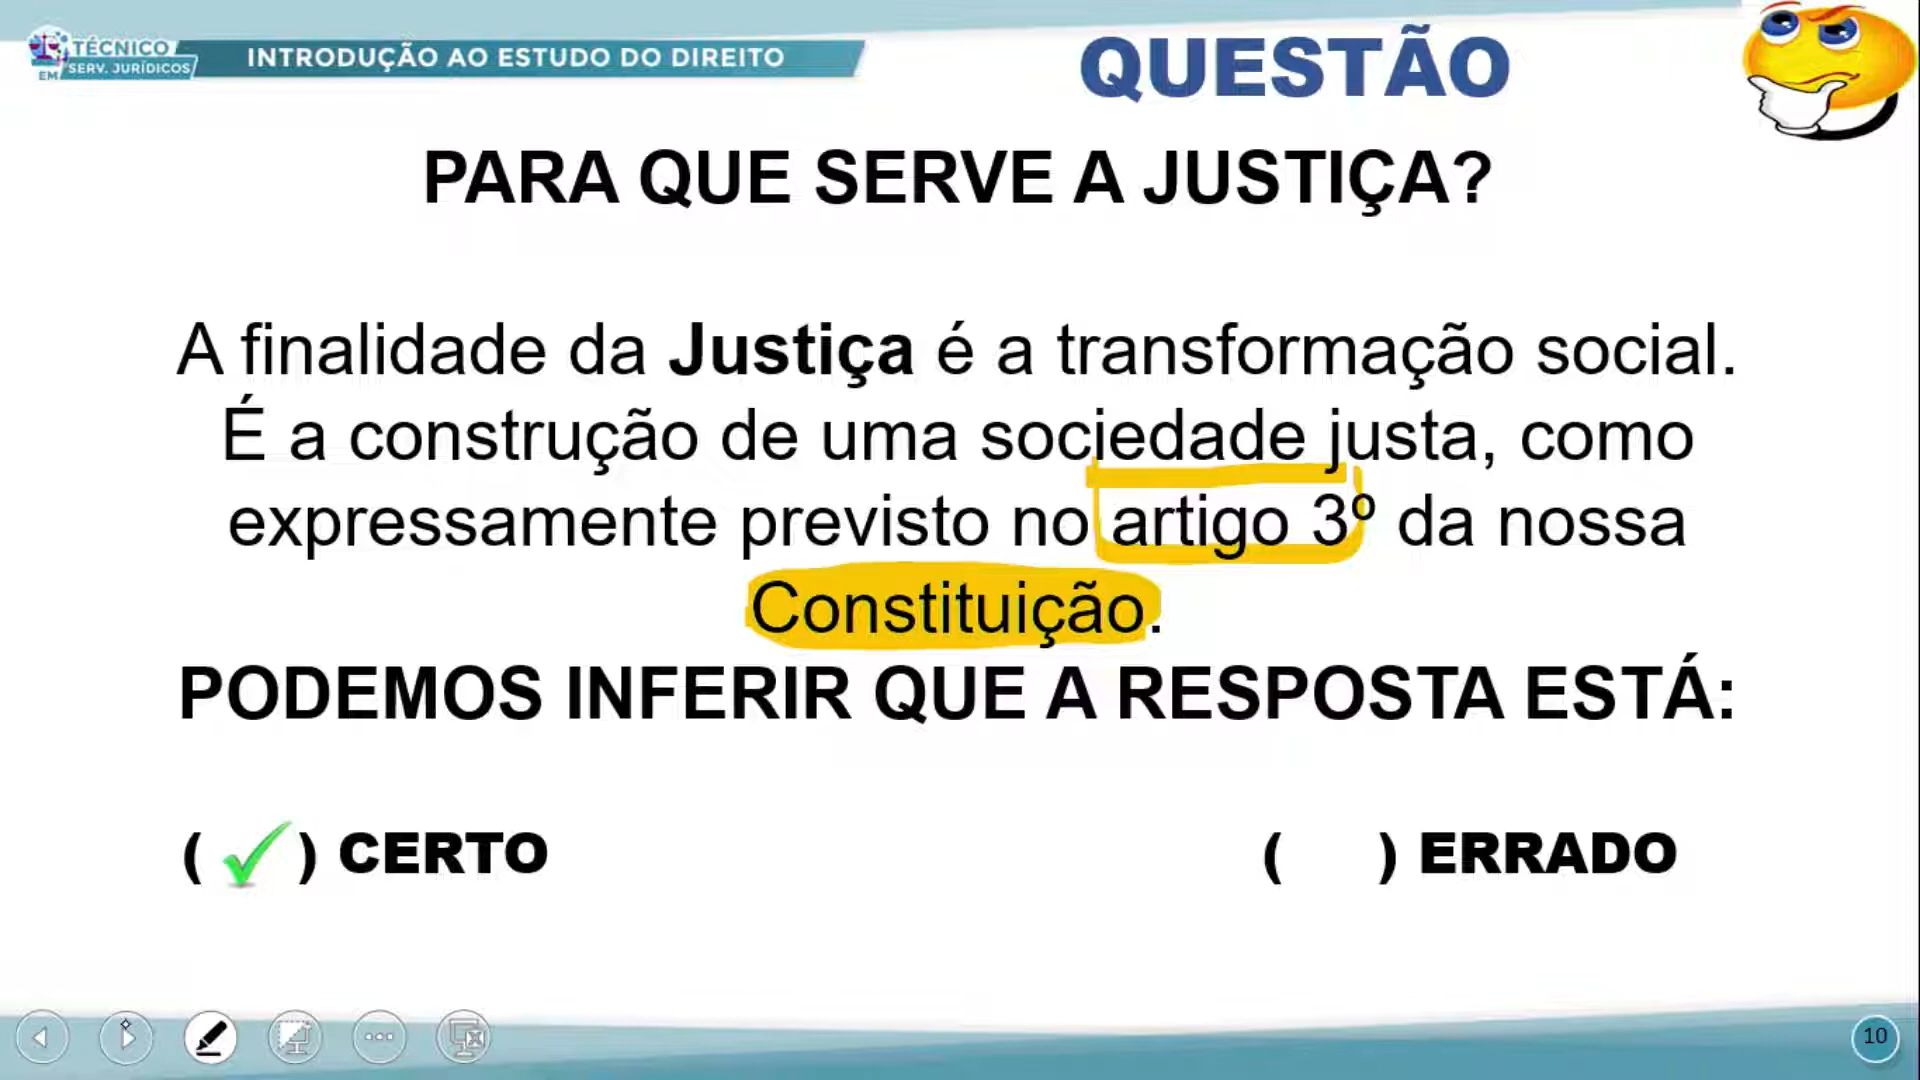 TÉCNICO
EM SERV. JURÍDICOS
INTRODUÇÃO AO ESTUDO DO DIREITO
QUESTÃO
PARA QUE SERVE A JUSTIÇA?
A finalidade da Justiça é a transformação social.
É a construção de uma sociedade justa, como
expressamente previsto no artigo 3º da nossa
Constituição.
PODEMOS INFERIR QUE A RESPOSTA ESTÁ:
( ✓ ) CERTO
( ) ERRADO
10